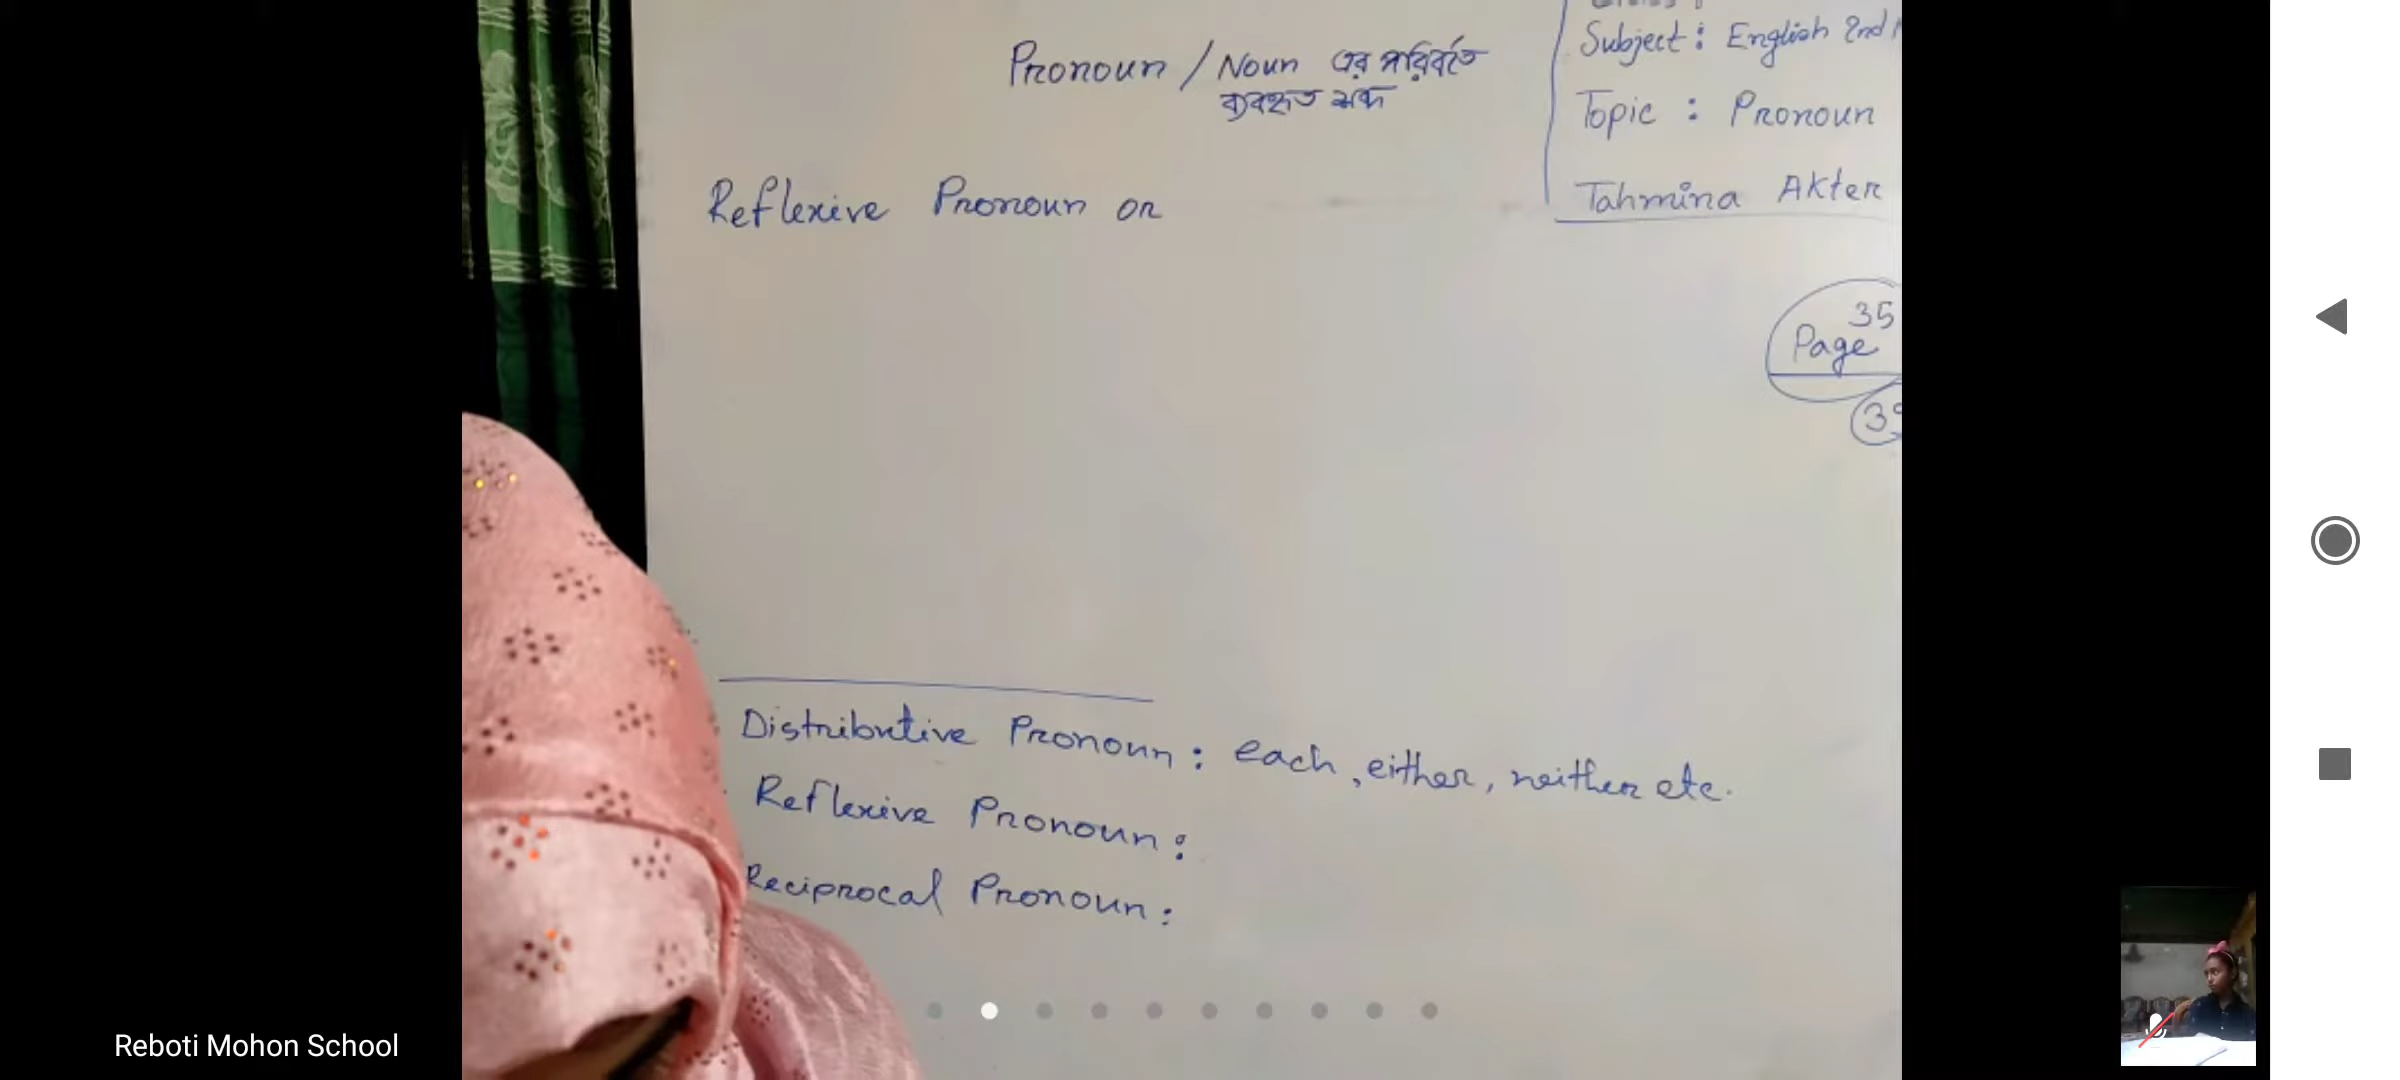 Pronoun / Noun এর পরিবর্তে
ব্যবহৃত শব্দ
Subject : English 2nd
Topic : Pronoun
Tahmina Akter
Reflexive Pronoun or
35
Page
Distributive Pronoun : each, either, neither etc.
Reflexive Pronoun :
Reciprocal Pronoun :
Reboti Mohon School